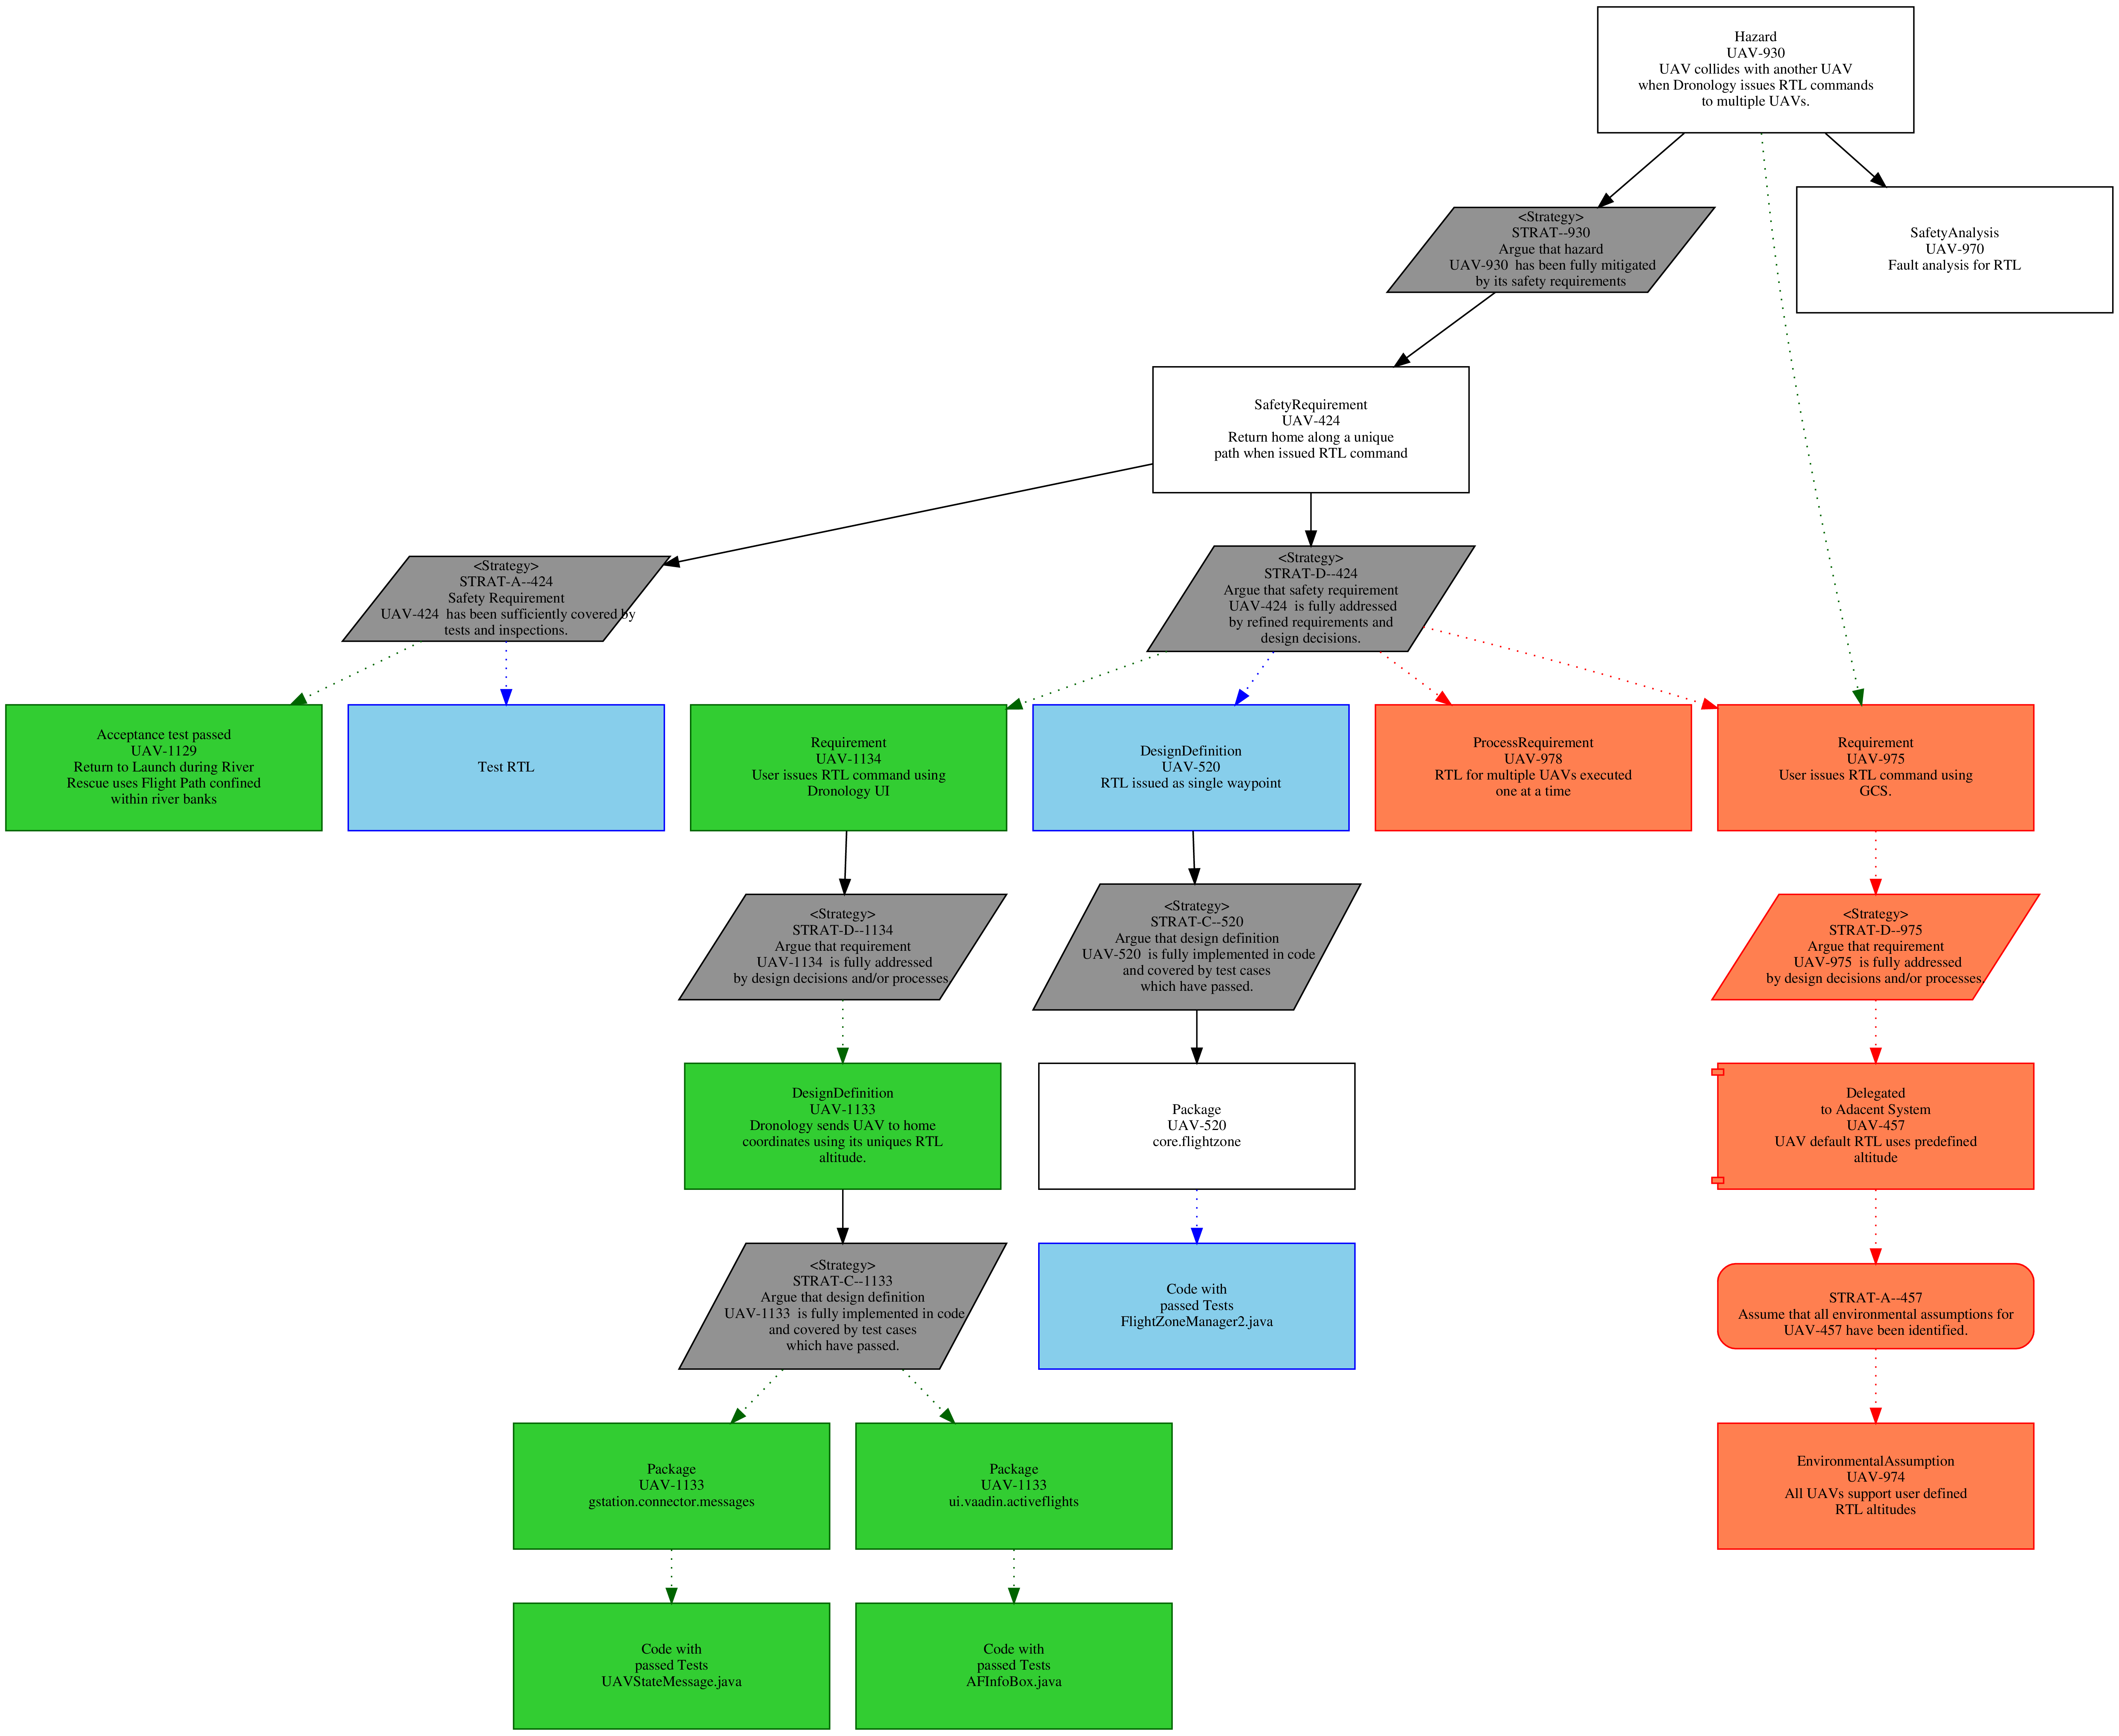 Hazard
UAV-930
UAV collides with another UAV
when Dronology issues RTL commands
to multiple UAVs.
<Strategy>
STRAT--930
Argue that hazard
UAV-930  has been fully mitigated
by its safety requirements
SafetyAnalysis
UAV-970
Fault analysis for RTL
SafetyRequirement
UAV-424
Return home along a unique
path when issued RTL command
<Strategy>
STRAT-A--424
Safety Requirement
UAV-424  has been sufficiently covered by
tests and inspections.
<Strategy>
STRAT-D--424
Argue that safety requirement
UAV-424  is fully addressed
by refined requirements and
design decisions.
Acceptance test passed
UAV-1129
Return to Launch during River
Rescue uses Flight Path confined
within river banks
Test RTL
Requirement
UAV-1134
User issues RTL command using
Dronology UI
DesignDefinition
UAV-520
RTL issued as single waypoint
ProcessRequirement
UAV-978
RTL for multiple UAVs executed
one at a time
Requirement
UAV-975
User issues RTL command using
GCS.
<Strategy>
STRAT-D--1134
Argue that requirement
UAV-1134  is fully addressed
by design decisions and/or processes.
<Strategy>
STRAT-C--520
Argue that design definition
UAV-520  is fully implemented in code
and covered by test cases
which have passed.
<Strategy>
STRAT-D--975
Argue that requirement
UAV-975  is fully addressed
by design decisions and/or processes.
DesignDefinition
UAV-1133
Dronology sends UAV to home
coordinates using its uniques RTL
altitude.
Package
UAV-520
core.flightzone
Delegated
to Adacent System
UAV-457
UAV default RTL uses predefined
altitude
<Strategy>
STRAT-C--1133
Argue that design definition
UAV-1133  is fully implemented in code
and covered by test cases
which have passed.
Code with
passed Tests
FlightZoneManager2.java
STRAT-A--457
Assume that all environmental assumptions for
UAV-457 have been identified.
Package
UAV-1133
gstation.connector.messages
Package
UAV-1133
ui.vaadin.activeflights
EnvironmentalAssumption
UAV-974
All UAVs support user defined
RTL altitudes
Code with
passed Tests
UAVStateMessage.java
Code with
passed Tests
AFInfoBox.java